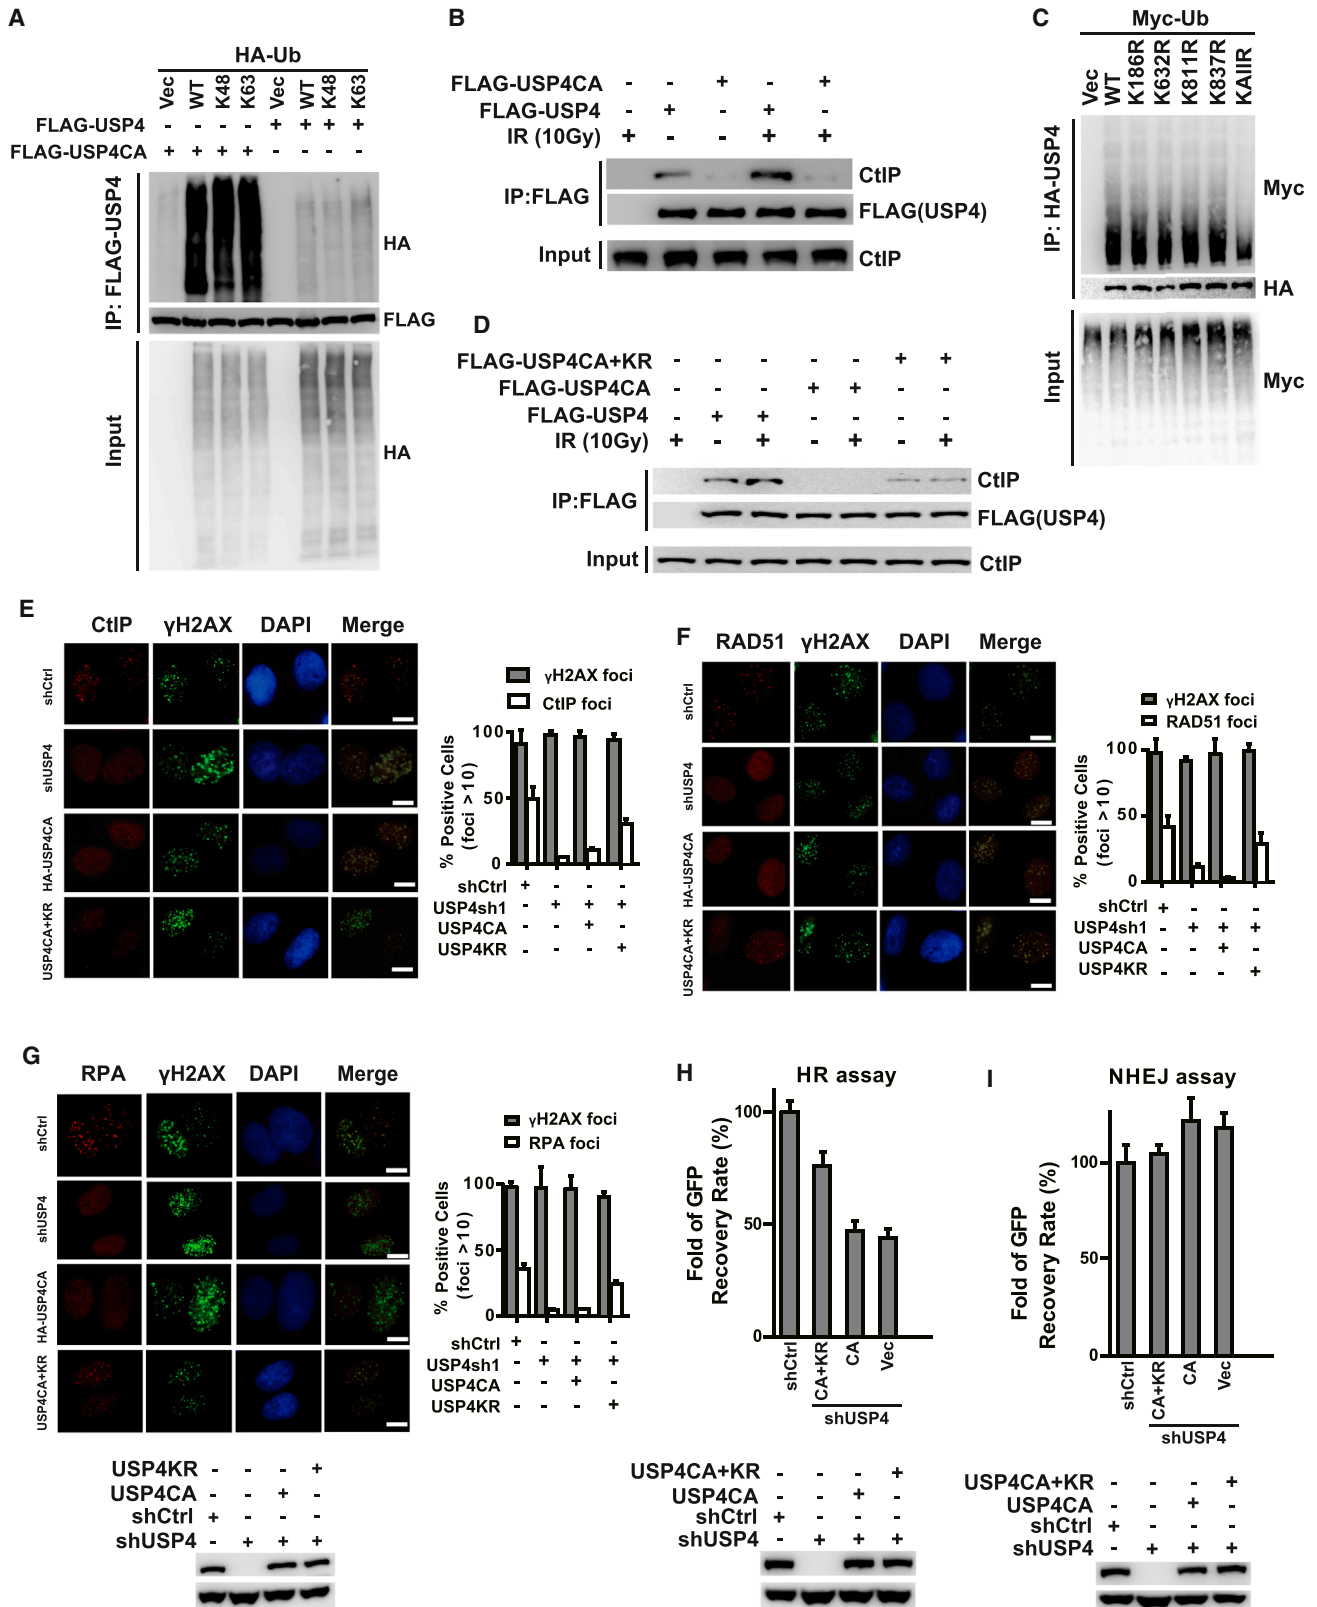 A
HA-Ub
Vec WT K48 K63 Vec WT K48 K63
FLAG-USP4 - - - - + + + +
FLAG-USP4CA + + + + - - - -
IP: FLAG-USP4
HA
FLAG
Input
HA
B
FLAG-USP4CA - - + - +
FLAG-USP4 - + - + -
IR (10Gy) + - - + +
IP:FLAG
CtIP
FLAG(USP4)
Input
CtIP
C
Myc-Ub
Vec WT K186R K632R K811R K837R KAllR
IP: HA-USP4
Myc
HA
Input
Myc
D
FLAG-USP4CA+KR - - - - - + +
FLAG-USP4CA - - - + + - -
FLAG-USP4 - + + - - - -
IR (10Gy) + - + - + - +
IP:FLAG
CtIP
FLAG(USP4)
Input
CtIP
E
CtIP γH2AX DAPI Merge
shCtrl
shUSP4
HA-USP4CA
USP4CA+KR
γH2AX foci
CtIP foci
% Positive Cells
(foci > 10)
100
50
0
shCtrl + - - -
USP4sh1 - + + +
USP4CA - - + -
USP4KR - - - +
F
RAD51 γH2AX DAPI Merge
shCtrl
shUSP4
HA-USP4CA
USP4CA+KR
γH2AX foci
RAD51 foci
% Positive Cells
(foci > 10)
100
50
0
shCtrl + - - -
USP4sh1 - + + +
USP4CA - - + -
USP4KR - - - +
G
RPA γH2AX DAPI Merge
shCtrl
shUSP4
HA-USP4CA
USP4CA+KR
γH2AX foci
RPA foci
% Positive Cells
(foci > 10)
100
50
0
shCtrl + - - -
USP4sh1 - + + +
USP4CA - - + -
USP4KR - - - +
USP4KR - - - +
USP4CA - - + -
shCtrl + - - -
shUSP4 - + + +
H
HR assay
Fold of GFP
Recovery Rate (%)
100
50
0
shCtrl CA+KR CA Vec
shUSP4
USP4CA+KR - - - +
USP4CA - - + -
shCtrl + - - -
shUSP4 - + + +
I
NHEJ assay
Fold of GFP
Recovery Rate (%)
100
50
0
shCtrl CA+KR CA Vec
shUSP4
USP4CA+KR - - - +
USP4CA - - + -
shCtrl + - - -
shUSP4 - + + +